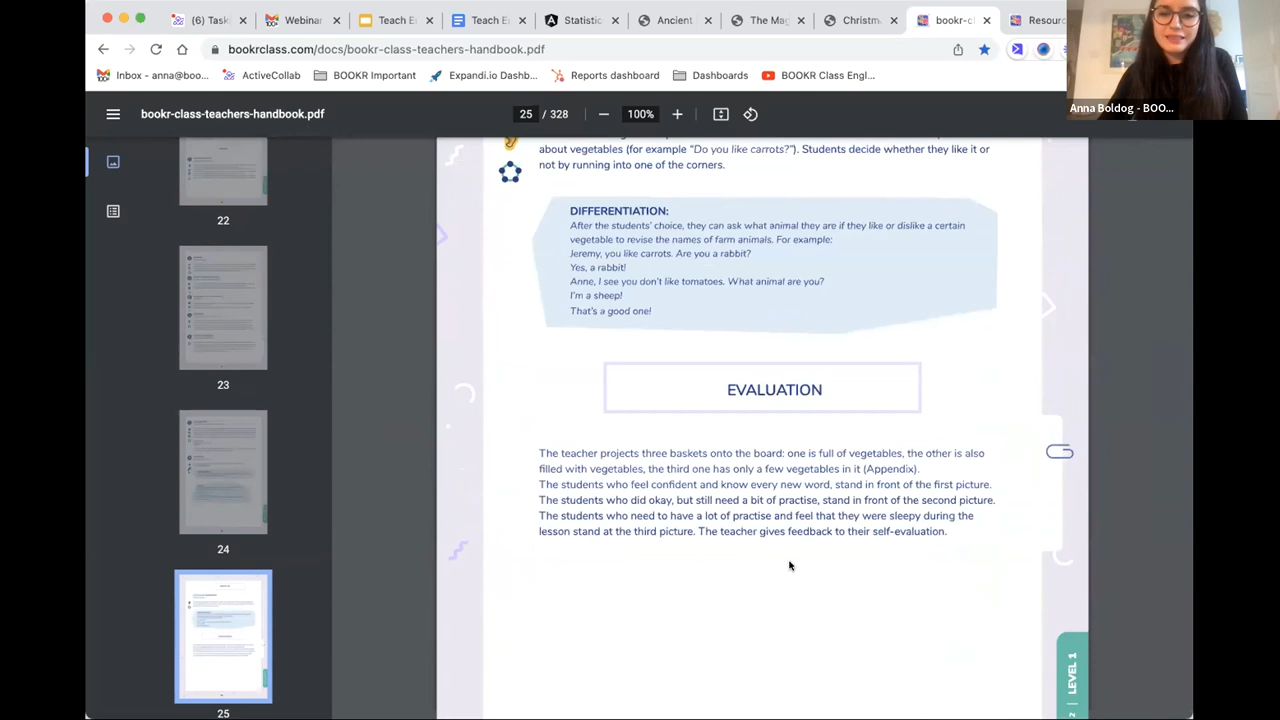 (6) Task
Webinar
Teach E
Teach E
Statistic
Ancient
The Mag
Christm
bookr-c
Resour
bookrclass.com/docs/bookr-class-teachers-handbook.pdf
Inbox - anna@boo...
ActiveCollab
BOOKR Important
Expandi.io Dashb...
Reports dashboard
Dashboards
BOOKR Class Engl...
Anna Boldog - BOO...
bookr-class-teachers-handbook.pdf
25 / 328
100%
22
23
24
25
about vegetables (for example "Do you like carrots?"). Students decide whether they like it or
not by running into one of the corners.
DIFFERENTIATION:
After the students' choice, they can ask what animal they are if they like or dislike a certain
vegetable to revise the names of farm animals. For example:
Jeremy, you like carrots. Are you a rabbit?
Yes, a rabbit!
Anne, I see you don't like tomatoes. What animal are you?
I'm a sheep!
That's a good one!
EVALUATION
The teacher projects three baskets onto the board: one is full of vegetables, the other is also
filled with vegetables, the third one has only a few vegetables in it (Appendix).
The students who feel confident and know every new word, stand in front of the first picture.
The students who did okay, but still need a bit of practise, stand in front of the second picture.
The students who need to have a lot of practise and feel that they were sleepy during the
lesson stand at the third picture. The teacher gives feedback to their self-evaluation.
2 | LEVEL 1